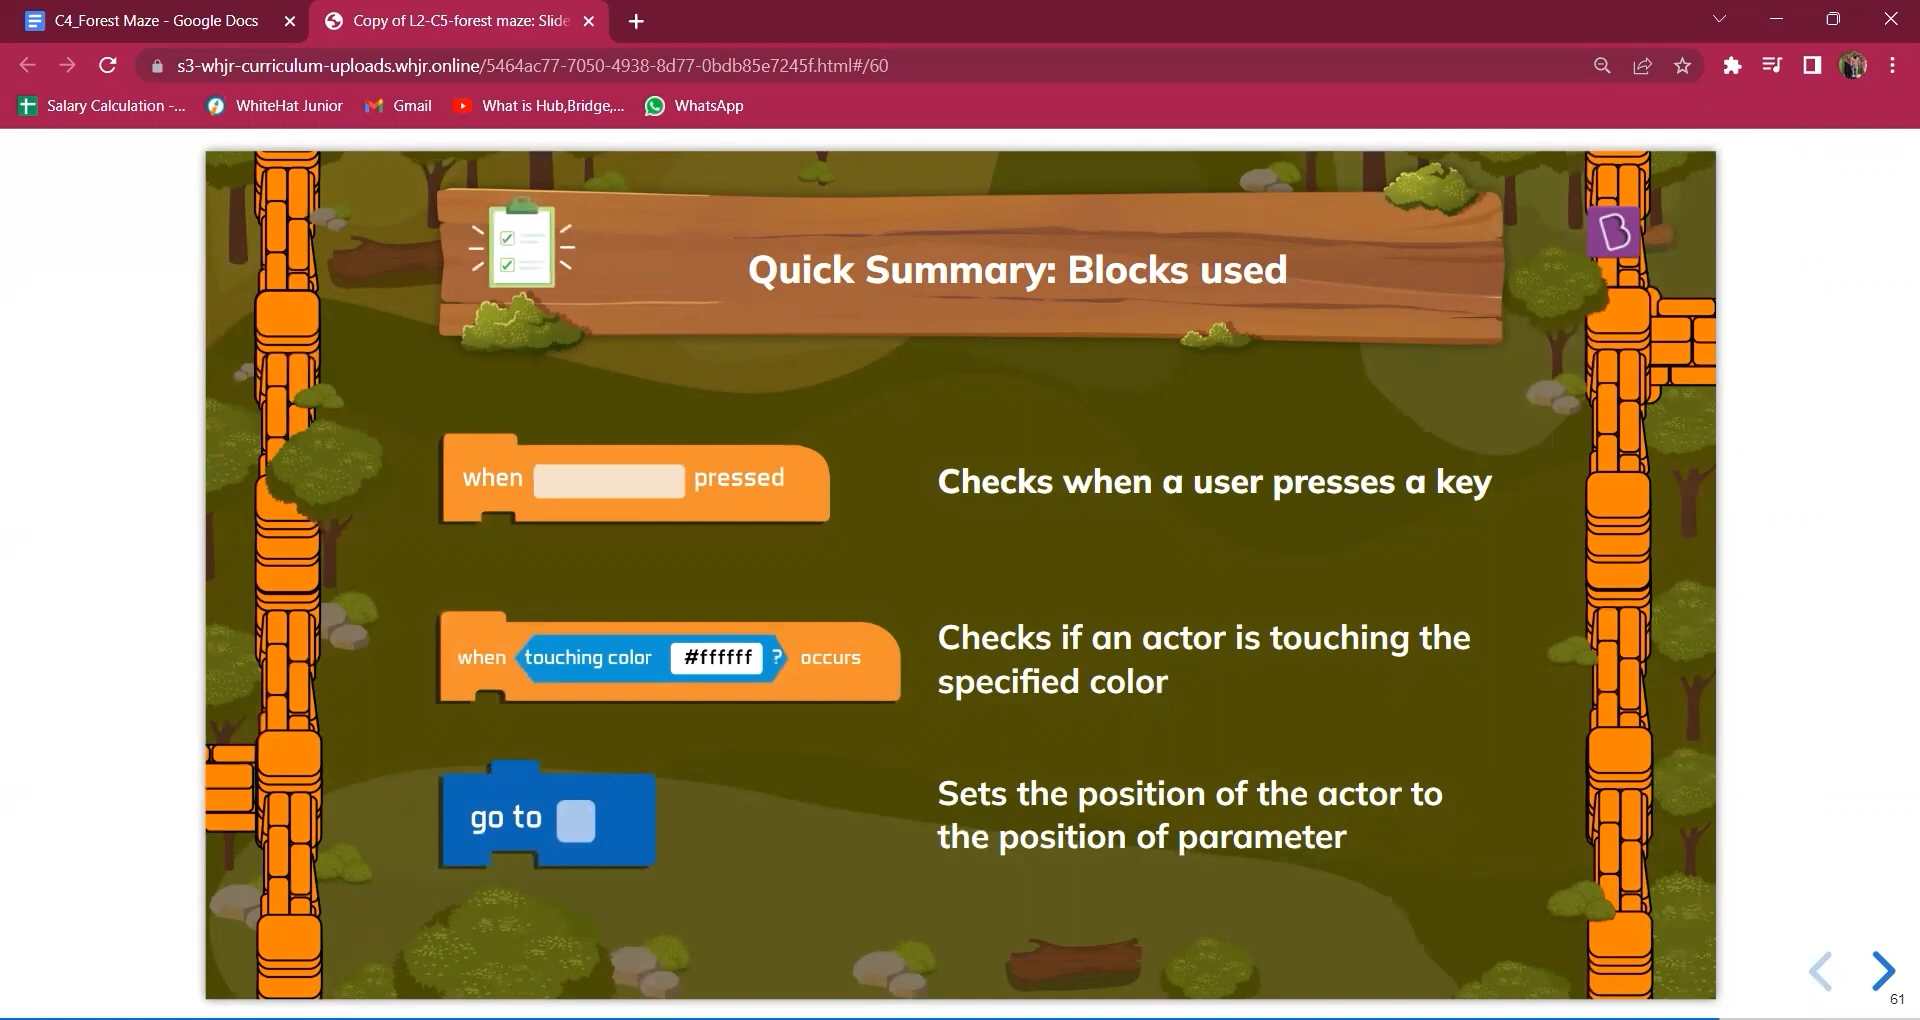 C4_Forest Maze - Google Docs
Copy of L2-C5-forest maze: Slide
s3-whjr-curriculum-uploads.whjr.online/5464ac77-7050-4938-8d77-0bdb85e7245f.html#/60
Salary Calculation -...
WhiteHat Junior
Gmail
What is Hub,Bridge,...
WhatsApp
Quick Summary: Blocks used
B
when pressed
Checks when a user presses a key
when touching color #ffffff ? occurs
Checks if an actor is touching the
specified color
go to
Sets the position of the actor to
the position of parameter
61